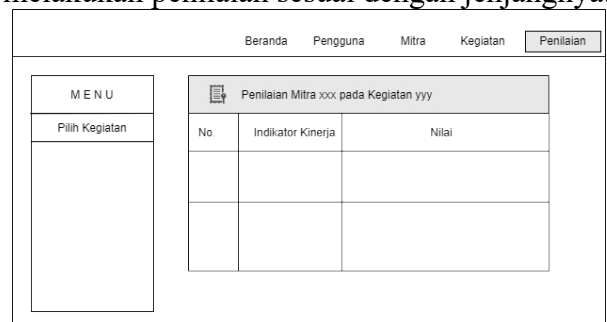 melakukan penilaian sesuai dengan jenjangnya.
Beranda Pengguna Mitra Kegiatan Penilaian
M E N U
Pilih Kegiatan
Penilaian Mitra xxx pada Kegiatan yyy
No. Indikator Kinerja Nilai